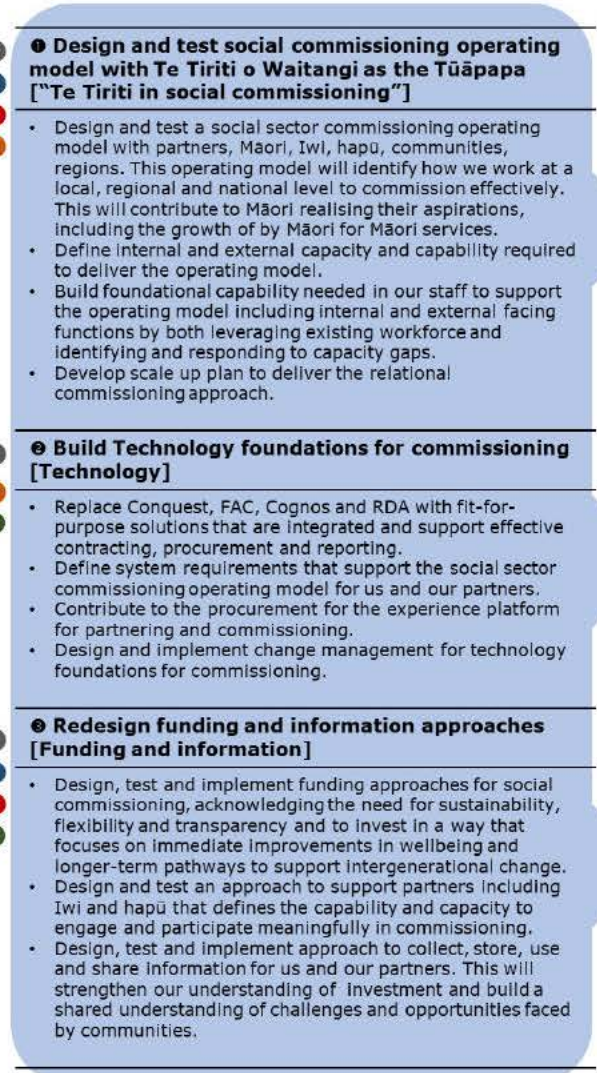 ❶ Design and test social commissioning operating
model with Te Tiriti o Waitangi as the Tūāpapa
["Te Tiriti in social commissioning"]
• Design and test a social sector commissioning operating
model with partners, Māori, Iwi, hapū, communities,
regions. This operating model will identify how we work at a
local, regional and national level to commission effectively.
This will contribute to Māori realising their aspirations,
including the growth of by Māori for Māori services.
• Define internal and external capacity and capability required
to deliver the operating model.
• Build foundational capability needed in our staff to support
the operating model including internal and external facing
functions by both leveraging existing workforce and
identifying and responding to capacity gaps.
• Develop scale up plan to deliver the relational
commissioning approach.
❷ Build Technology foundations for commissioning
[Technology]
• Replace Conquest, FAC, Cognos and RDA with fit-for-
purpose solutions that are integrated and support effective
contracting, procurement and reporting.
• Define system requirements that support the social sector
commissioning operating model for us and our partners.
• Contribute to the procurement for the experience platform
for partnering and commissioning.
• Design and implement change management for technology
foundations for commissioning.
❸ Redesign funding and information approaches
[Funding and information]
• Design, test and implement funding approaches for social
commissioning, acknowledging the need for sustainability,
flexibility and transparency and to invest in a way that
focuses on immediate improvements in wellbeing and
longer-term pathways to support intergenerational change.
• Design and test an approach to support partners including
Iwi and hapū that defines the capability and capacity to
engage and participate meaningfully in commissioning.
• Design, test and implement approach to collect, store, use
and share information for us and our partners. This will
strengthen our understanding of investment and build a
shared understanding of challenges and opportunities faced
by communities.